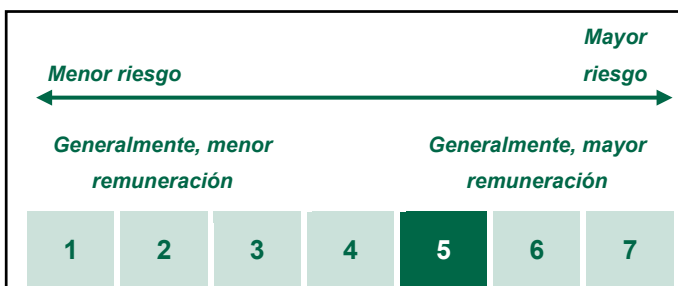 Mayor
Menor riesgo riesgo
Generalmente, menor Generalmente, mayor
remuneración remuneración
1 2 3 4 5 6 7